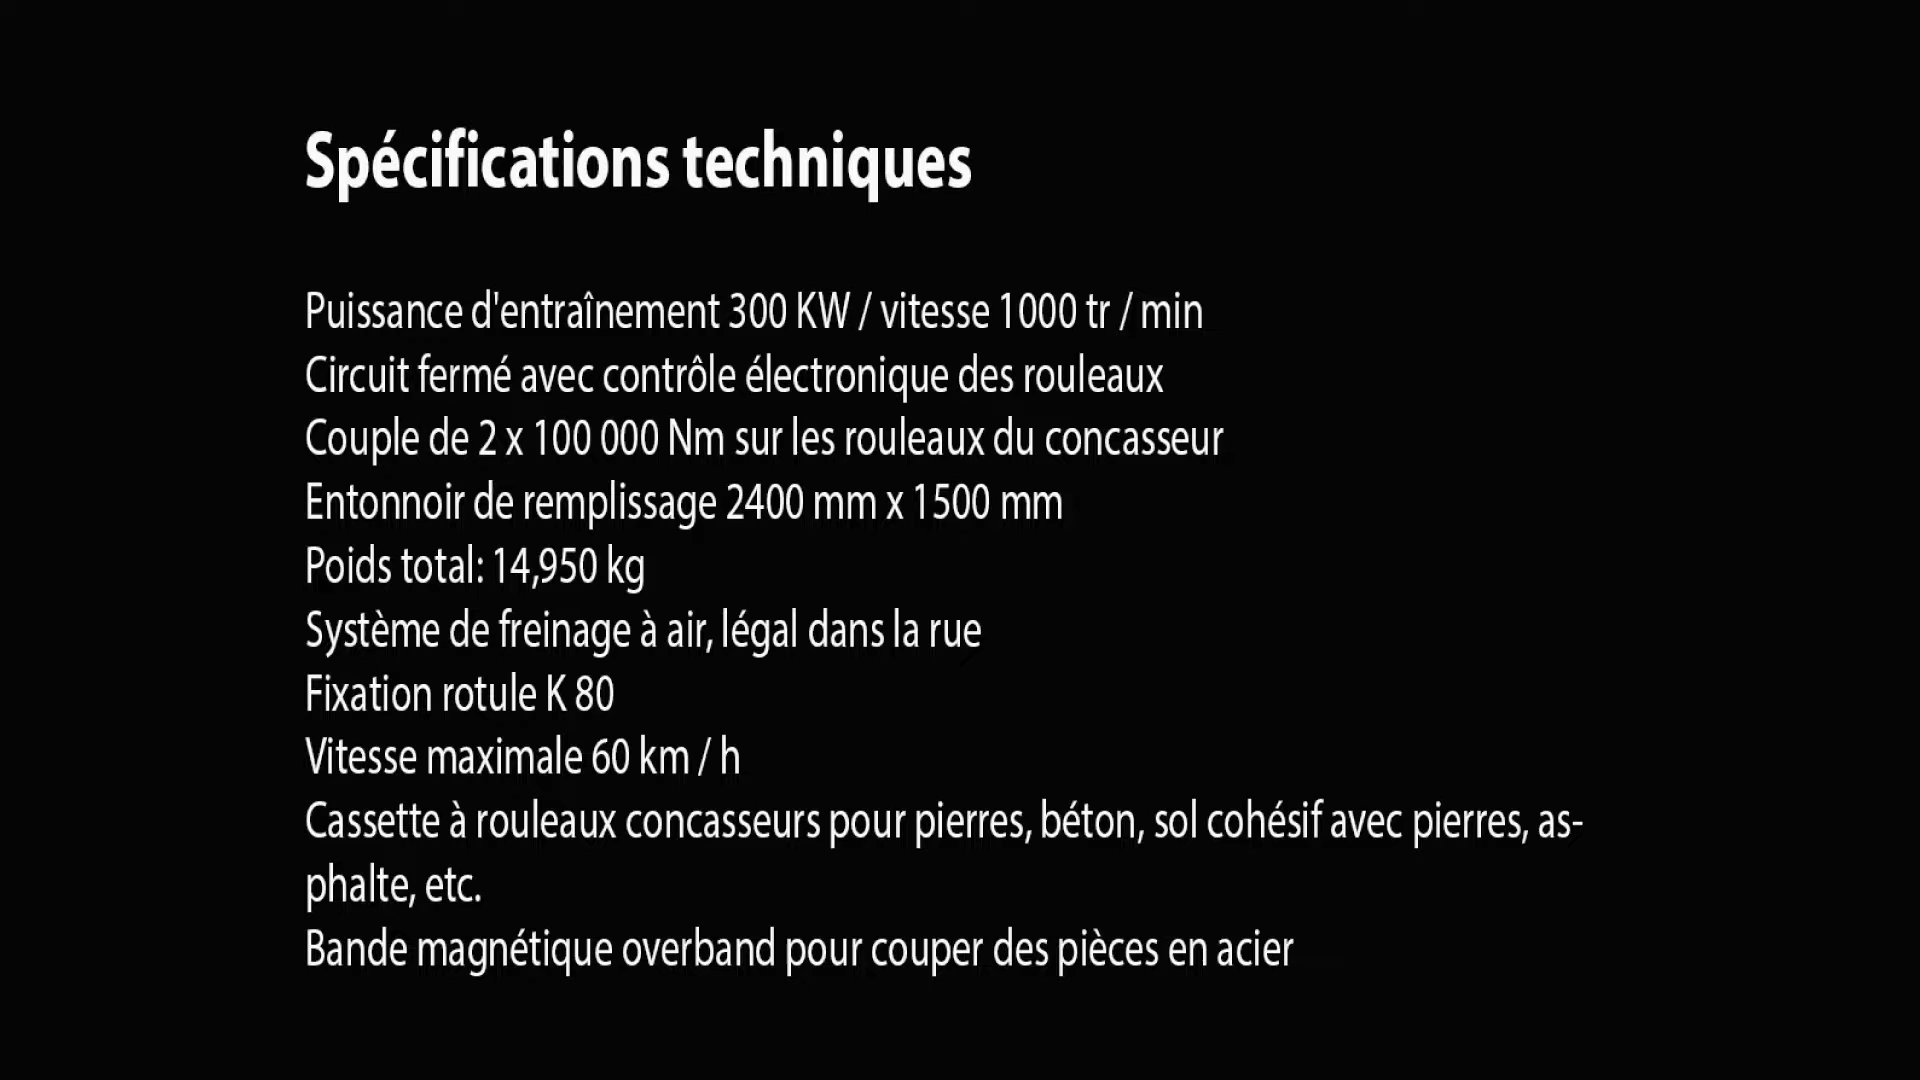 Spécifications techniques
Puissance d'entraînement 300 KW / vitesse 1000 tr / min
Circuit fermé avec contrôle électronique des rouleaux
Couple de 2 x 100 000 Nm sur les rouleaux du concasseur
Entonnoir de remplissage 2400 mm x 1500 mm
Poids total: 14,950 kg
Système de freinage à air, légal dans la rue
Fixation rotule K 80
Vitesse maximale 60 km / h
Cassette à rouleaux concasseurs pour pierres, béton, sol cohésif avec pierres, as-
phalte, etc.
Bande magnétique overband pour couper des pièces en acier